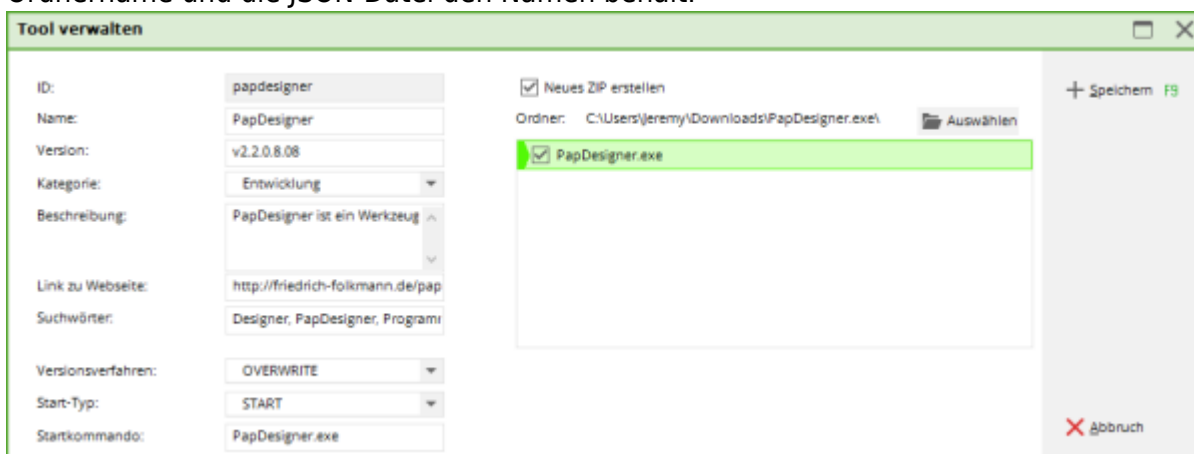 Ordnername und die JSON-Datei den Namen behält.
Tool verwalten
ID: papdesigner
Name: PapDesigner
Version: v2.2.0.8.08
Kategorie: Entwicklung
Beschreibung: PapDesigner ist ein Werkzeug
Link zu Webseite: http://friedrich-folkmann.de/pap
Suchwörter: Designer, PapDesigner, Program
Versionsverfahren: OVERWRITE
Start-Typ: START
Startkommando: PapDesigner.exe
Neues ZIP erstellen
Ordner: C:\Users\Jeremy\Downloads\PapDesigner.exe\ Auswählen
PapDesigner.exe
Speichern F9
Abbruch